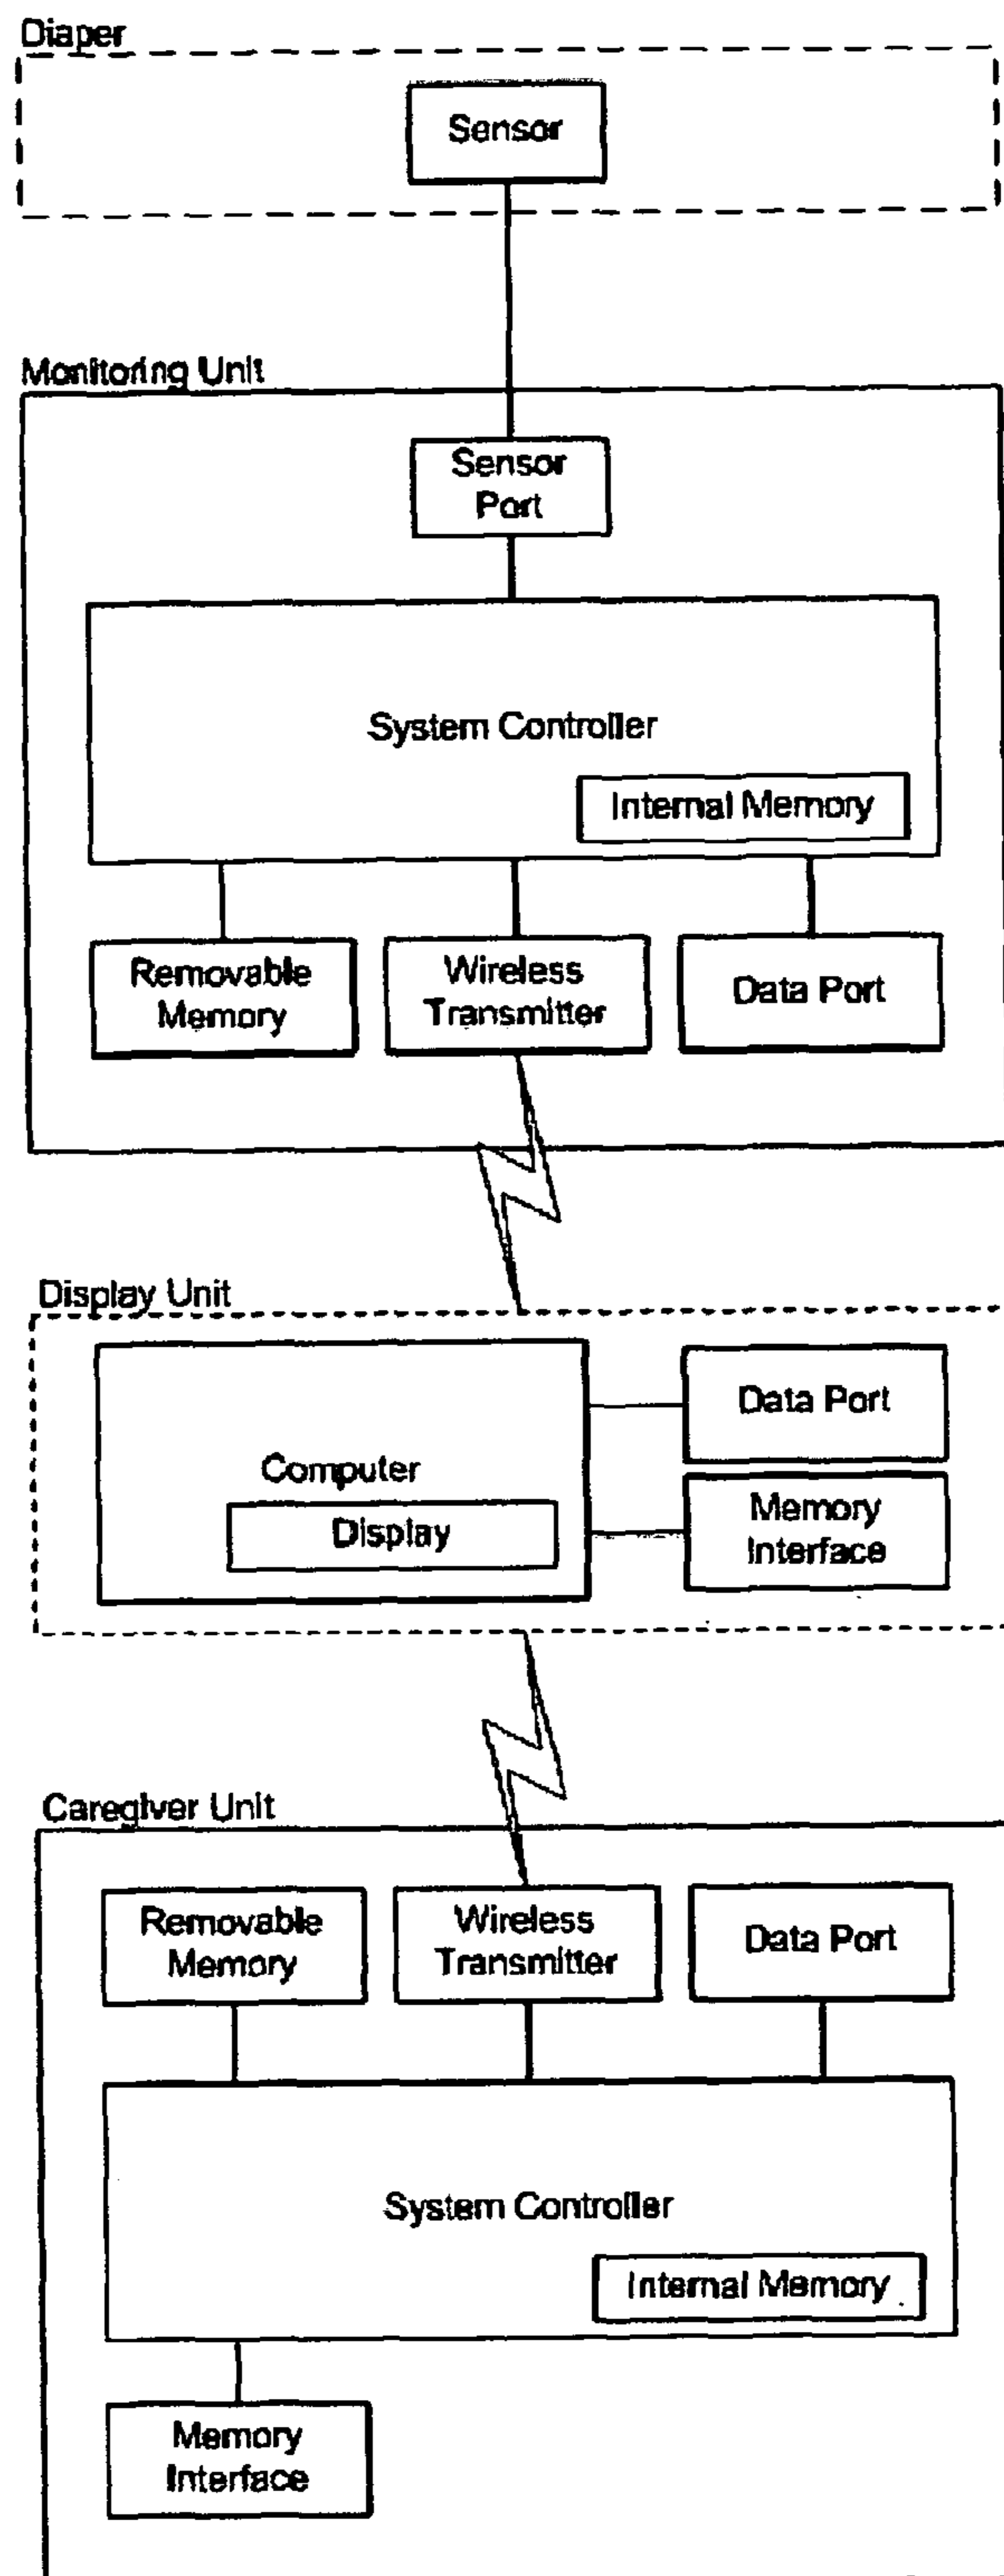 Diaper
Sensor
Monitoring Unit
Sensor
Port
System Controller
Internal Memory
Removable
Memory
Wireless
Transmitter
Data Port
Display Unit
Computer
Display
Data Port
Memory
Interface
Caregiver Unit
Removable
Memory
Wireless
Transmitter
Data Port
System Controller
Internal Memory
Memory
Interface